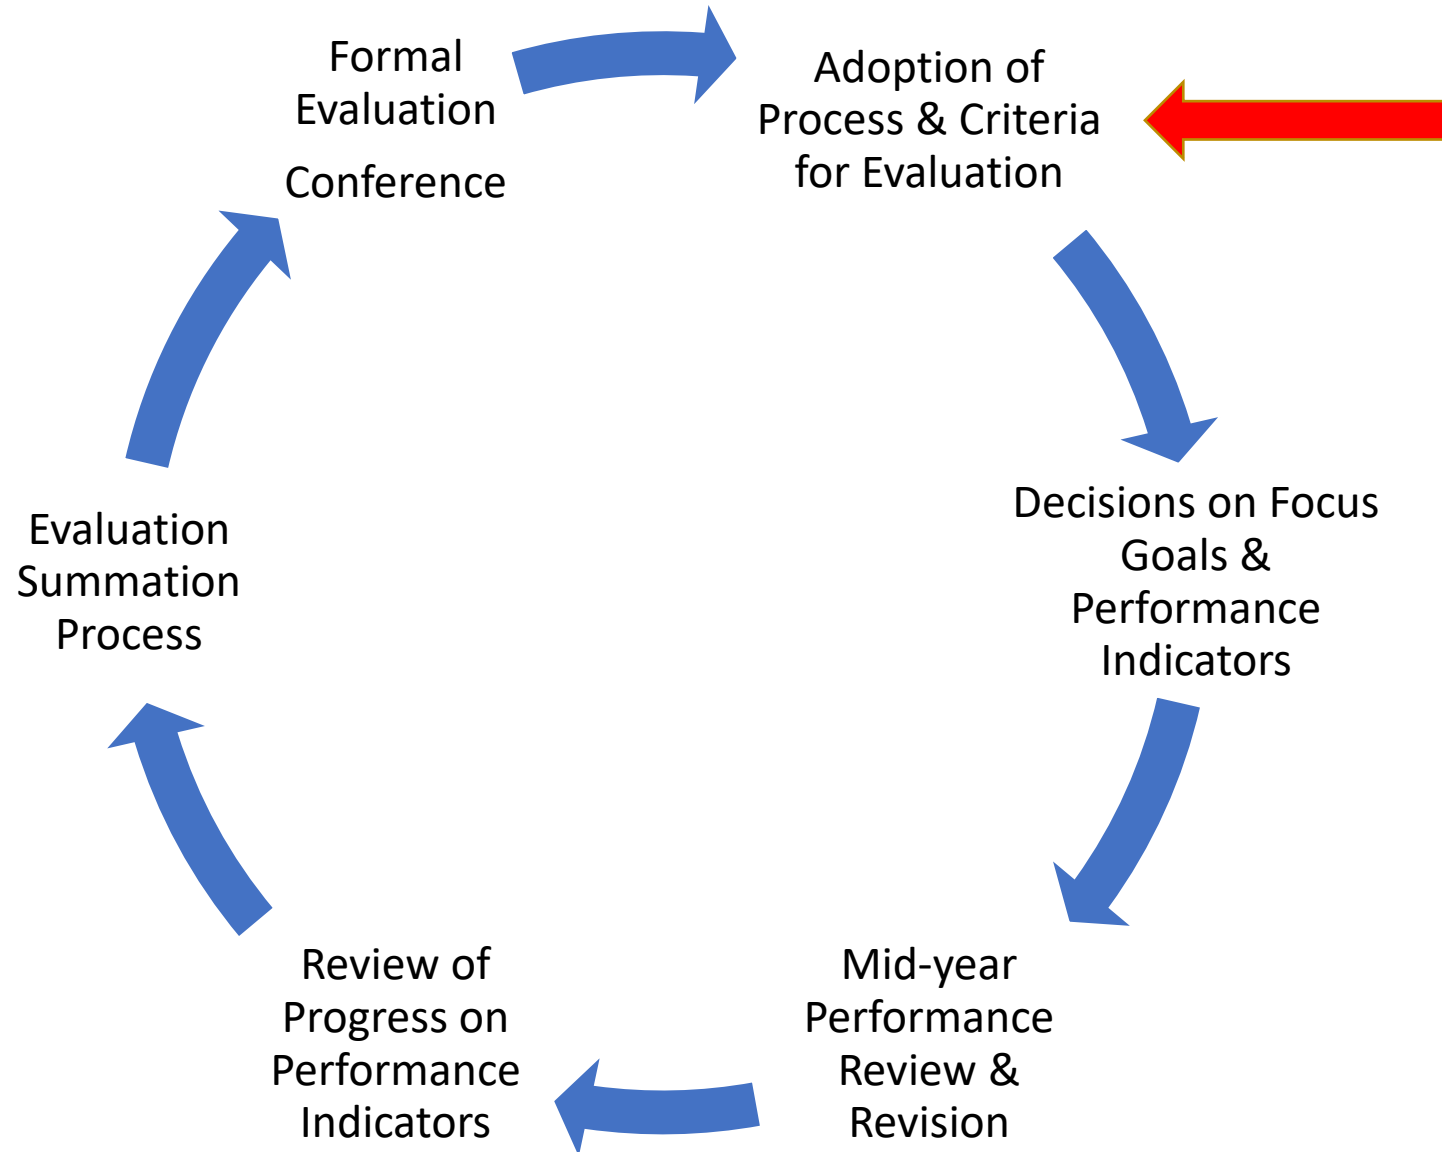 Formal
Evaluation
Conference
Adoption of
Process & Criteria
for Evaluation
Decisions on Focus
Goals &
Performance
Indicators
Mid-year
Performance
Review &
Revision
Review of
Progress on
Performance
Indicators
Evaluation
Summation
Process